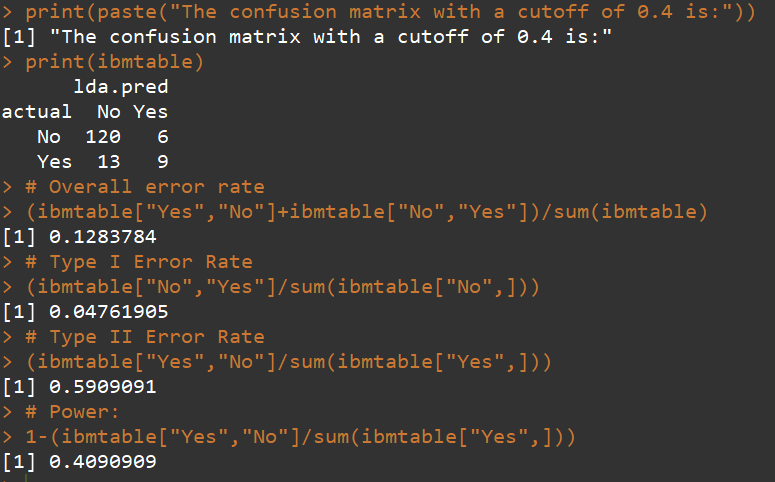 > print(paste("The confusion matrix with a cutoff of 0.4 is:"))
[1] "The confusion matrix with a cutoff of 0.4 is:"
> print(ibmtable)
      lda.pred
actual  No Yes
   No  120   6
   Yes  13   9
> # Overall error rate
> (ibmtable["Yes","No"]+ibmtable["No","Yes"])/sum(ibmtable)
[1] 0.1283784
> # Type I Error Rate
> (ibmtable["No","Yes"]/sum(ibmtable["No",]))
[1] 0.04761905
> # Type II Error Rate
> (ibmtable["Yes","No"]/sum(ibmtable["Yes",]))
[1] 0.5909091
> # Power:
> 1-(ibmtable["Yes","No"]/sum(ibmtable["Yes",]))
[1] 0.4090909